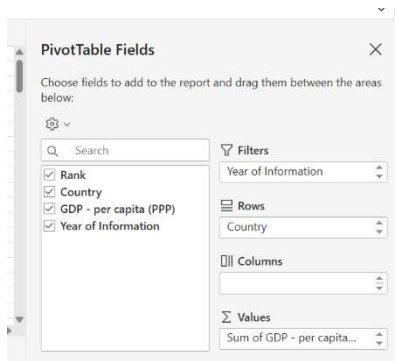 PivotTable Fields
Choose fields to add to the report and drag them between the areas
below:
Search
Rank
Country
GDP - per capita (PPP)
Year of Information
Filters
Year of Information
Rows
Country
Columns
Values
Sum of GDP - per capita...